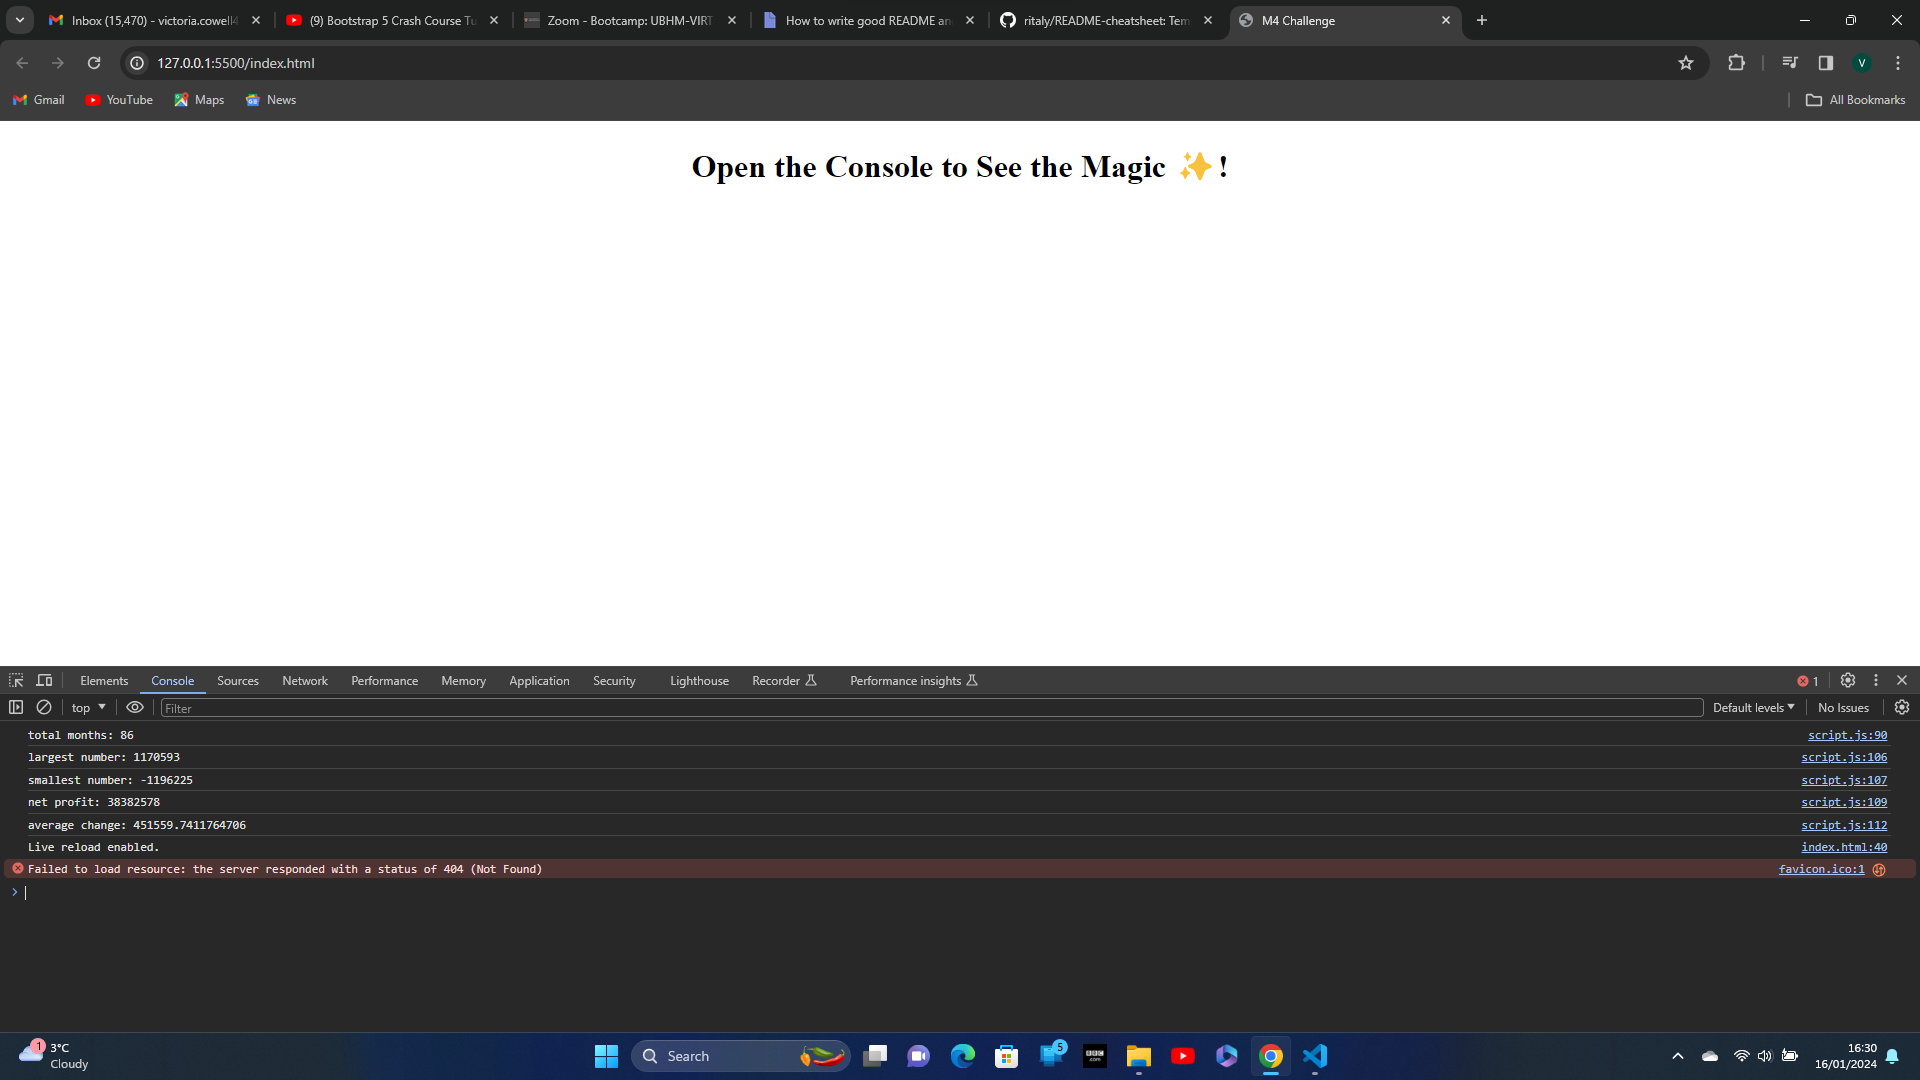 Inbox (15,470) - victoria.cowell4
(9) Bootstrap 5 Crash Course Tu
Zoom - Bootcamp: UBHM-VIRT
How to write good README an
ritaly/README-cheatsheet: Tem
M4 Challenge
127.0.0.1:5500/index.html
V
Gmail
YouTube
Maps
News
All Bookmarks
Open the Console to See the Magic ✨!
Elements
Console
Sources
Network
Performance
Memory
Application
Security
Lighthouse
Recorder
Performance insights
1
top
Filter
Default levels
No Issues
total months: 86
script.js:90
largest number: 1170593
script.js:106
smallest number: -1196225
script.js:107
net profit: 38382578
script.js:109
average change: 451559.7411764706
script.js:112
Live reload enabled.
index.html:40
Failed to load resource: the server responded with a status of 404 (Not Found)
favicon.ico:1
1
3°C
Cloudy
Search
5
BBC
.com
16:30
16/01/2024